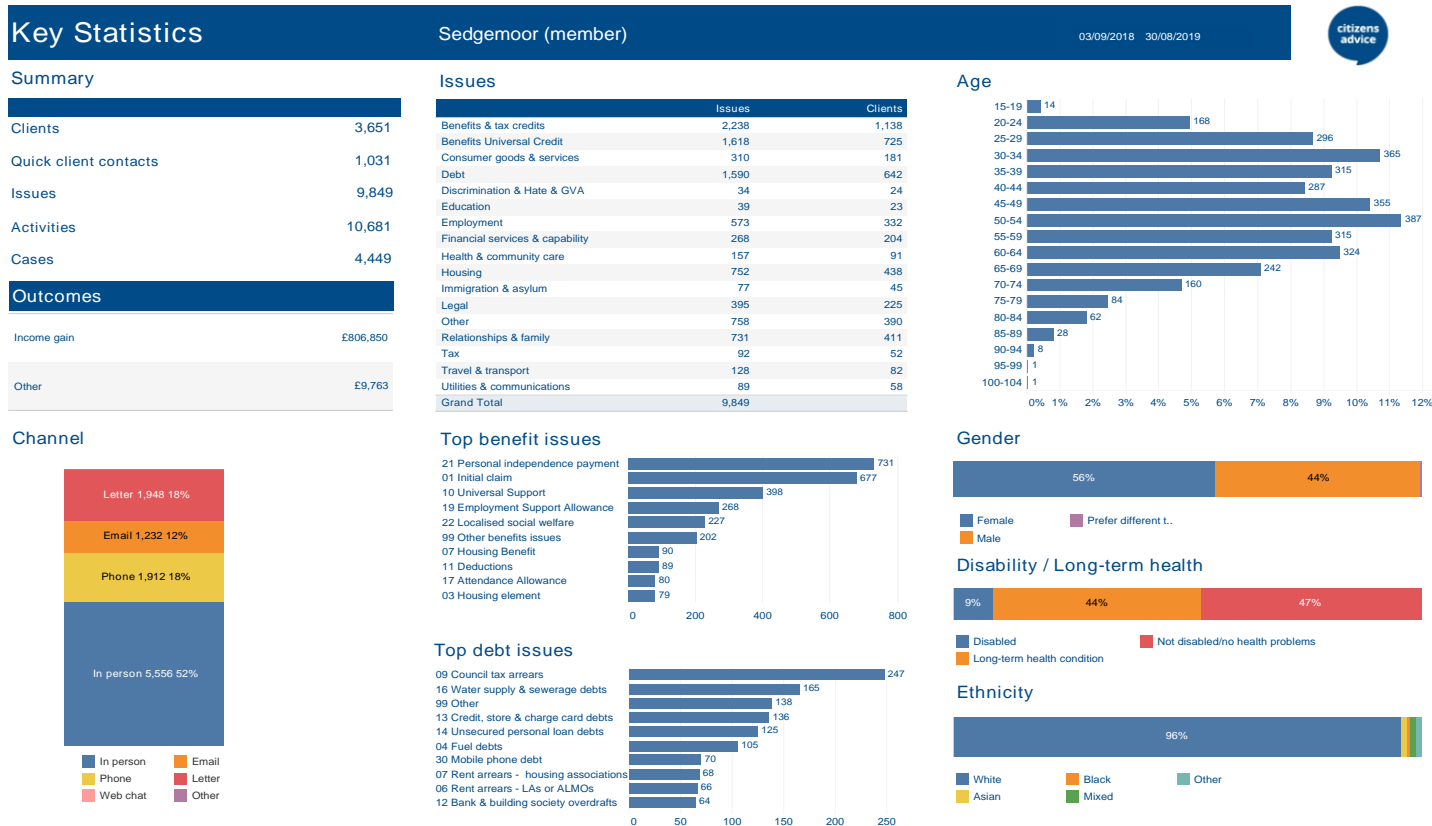 Key Statistics
Sedgemoor (member)
03/09/2018 30/08/2019
citizens
advice
Summary
Clients 3,651
Quick client contacts 1,031
Issues 9,849
Activities 10,681
Cases 4,449
Outcomes
Income gain £806,850
Other £9,763
Channel
Letter 1,948 18%
Email 1,232 12%
Phone 1,912 18%
In person 5,556 52%
In person Email
Phone Letter
Web chat Other
Issues
Issues Clients
Benefits & tax credits 2,238 1,138
Benefits Universal Credit 1,618 725
Consumer goods & services 310 181
Debt 1,590 642
Discrimination & Hate & GVA 34 24
Education 39 23
Employment 573 332
Financial services & capability 268 204
Health & community care 157 91
Housing 752 438
Immigration & asylum 77 45
Legal 395 225
Other 758 390
Relationships & family 731 411
Tax 92 52
Travel & transport 128 82
Utilities & communications 89 58
Grand Total 9,849
Top benefit issues
21 Personal independence payment 731
01 Initial claim 677
10 Universal Support 398
19 Employment Support Allowance 268
22 Localised social welfare 227
99 Other benefits issues 202
07 Housing Benefit 90
11 Deductions 89
17 Attendance Allowance 80
03 Housing element 79
0 200 400 600 800
Top debt issues
09 Council tax arrears 247
16 Water supply & sewerage debts 165
99 Other 138
13 Credit, store & charge card debts 136
14 Unsecured personal loan debts 125
04 Fuel debts 105
30 Mobile phone debt 70
07 Rent arrears - housing associations 68
06 Rent arrears - LAs or ALMOs 66
12 Bank & building society overdrafts 64
0 50 100 150 200 250
Age
15-19 14
20-24 168
25-29 296
30-34 365
35-39 315
40-44 287
45-49 355
50-54 387
55-59 315
60-64 324
65-69 242
70-74 160
75-79 84
80-84 62
85-89 28
90-94 8
95-99 1
100-104 1
0% 1% 2% 3% 4% 5% 6% 7% 8% 9% 10% 11% 12%
Gender
56% 44%
Female Prefer different t..
Male
Disability / Long-term health
9% 44% 47%
Disabled Not disabled/no health problems
Long-term health condition
Ethnicity
96%
White Black Other
Asian Mixed